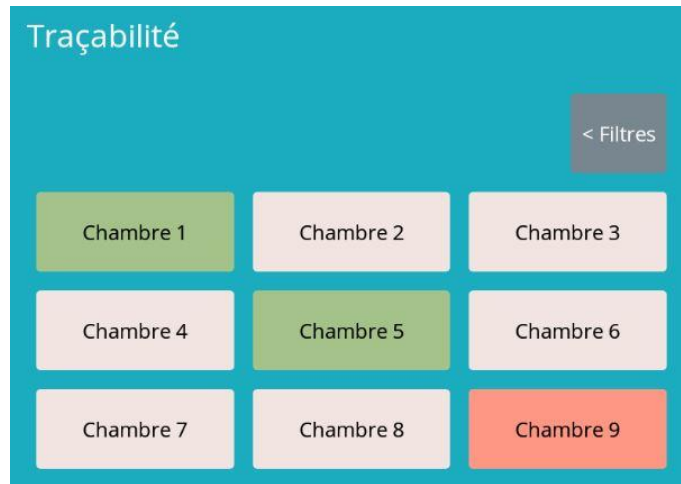 Traçabilité
< Filtres
Chambre 1
Chambre 2
Chambre 3
Chambre 4
Chambre 5
Chambre 6
Chambre 7
Chambre 8
Chambre 9